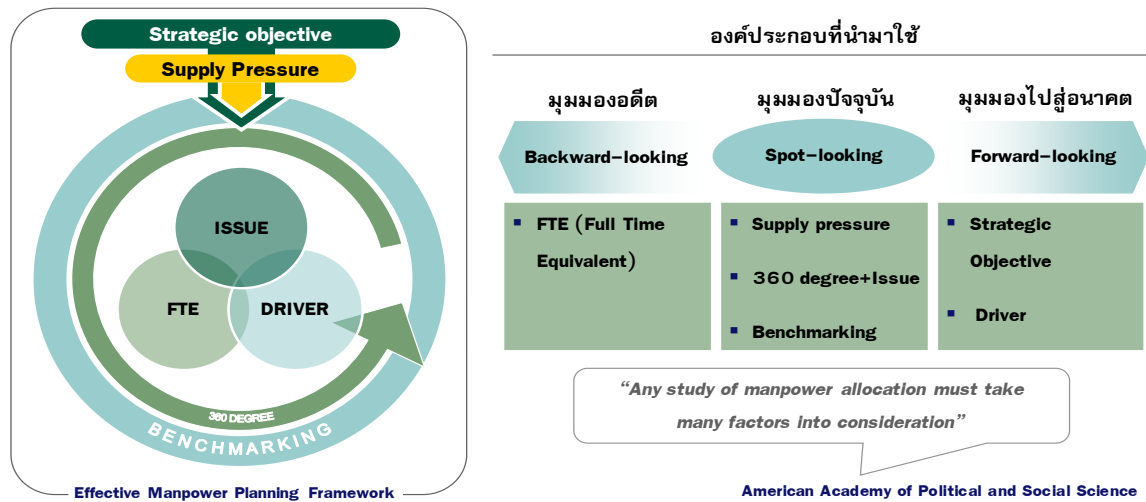 Strategic objective
Supply Pressure
ISSUE
FTE
DRIVER
360 DEGREE
BENCHMARKING
Effective Manpower Planning Framework
องค์ประกอบที่นำมาใช้
มุมมองอดีต
มุมมองปัจจุบัน
มุมมองไปสู่อนาคต
Backward-looking
Spot-looking
Forward-looking
▪ FTE (Full Time
Equivalent)
▪ Supply pressure
▪ 360 degree+Issue
▪ Benchmarking
▪ Strategic
Objective
▪ Driver
“Any study of manpower allocation must take
many factors into consideration”
American Academy of Political and Social Science